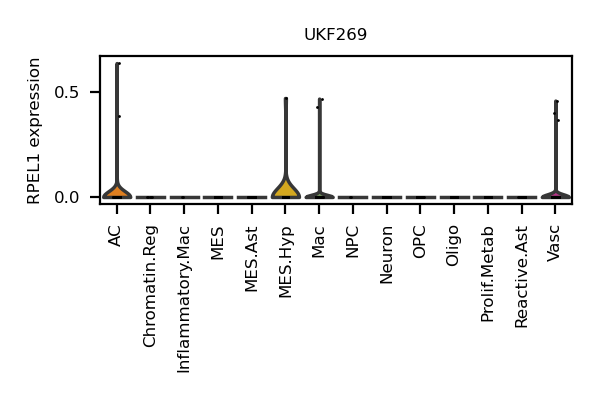 UKF269
RPEL1 expression
0.5
0.0
AC
Chromatin.Reg
Inflammatory.Mac
MES
MES.Ast
MES.Hyp
Mac
NPC
Neuron
OPC
Oligo
Prolif.Metab
Reactive.Ast
Vasc